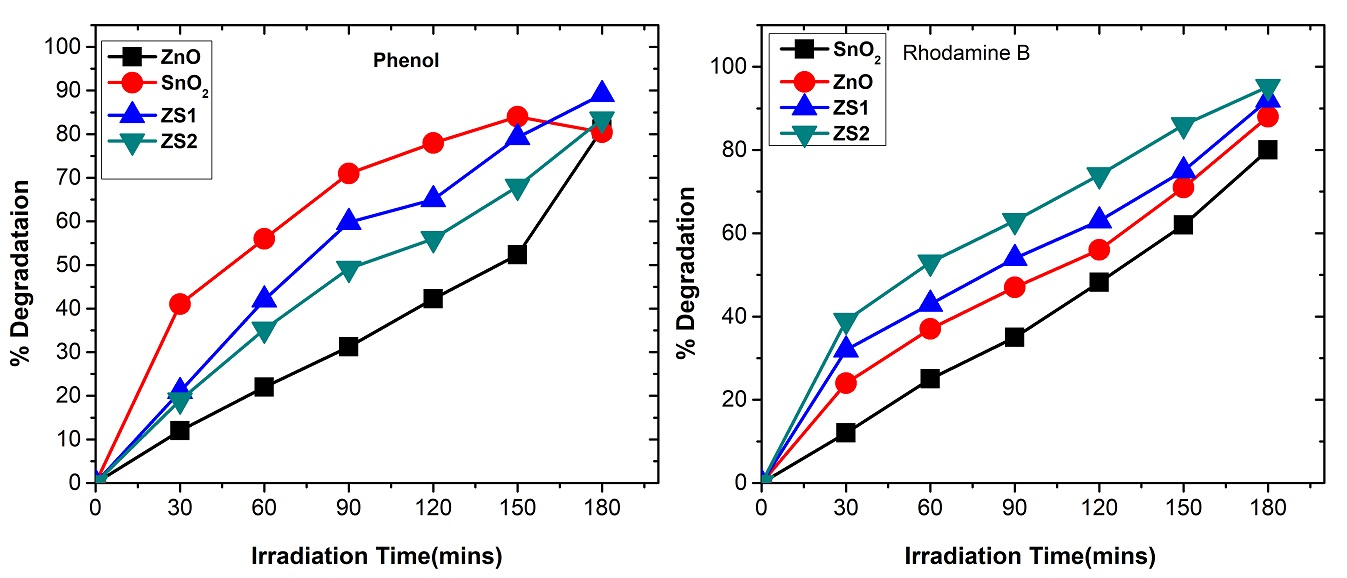 Phenol
ZnO
SnO2
ZS1
ZS2
% Degradataion
100
90
80
70
60
50
40
30
20
10
0
0 30 60 90 120 150 180
Irradiation Time(mins)
Rhodamine B
SnO2
ZnO
ZS1
ZS2
% Degradation
100
80
60
40
20
0
0 30 60 90 120 150 180
Irradiation Time(mins)